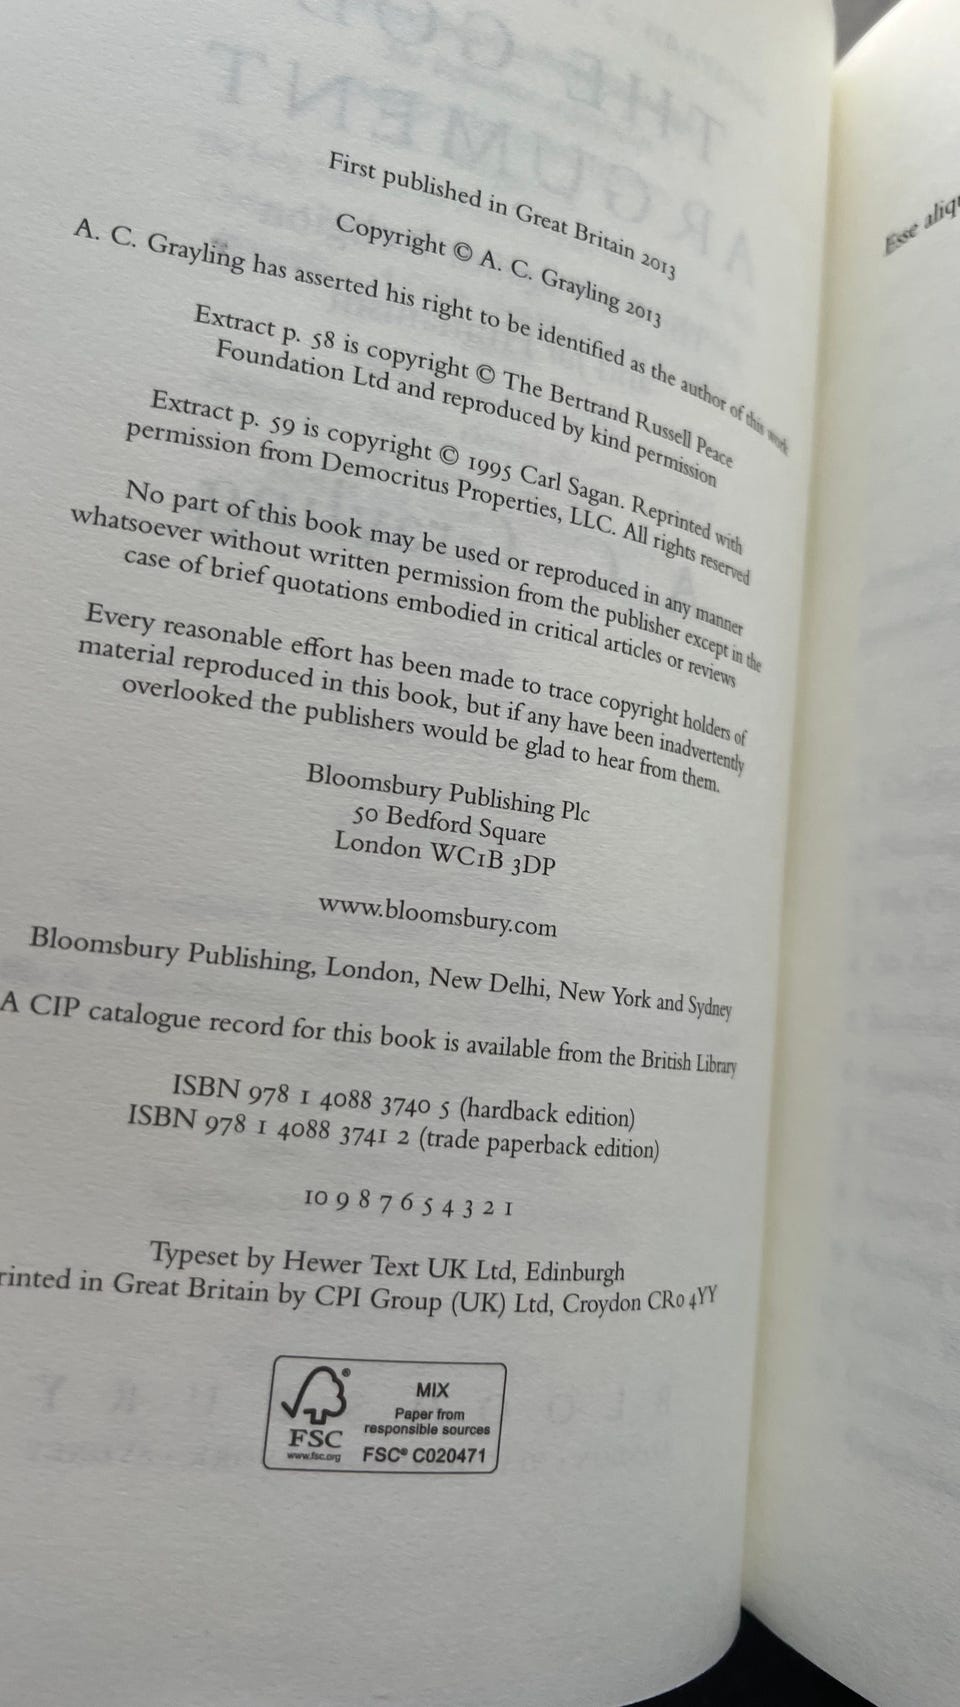 First published in Great Britain 2013
Copyright © A. C. Grayling 2013
A. C. Grayling has asserted his right to be identified as the author of this work
Extract p. 58 is copyright © The Bertrand Russell Peace
Foundation Ltd and reproduced by kind permission
Extract p. 59 is copyright © 1995 Carl Sagan. Reprinted with
permission from Democritus Properties, LLC. All rights reserved
No part of this book may be used or reproduced in any manner
whatsoever without written permission from the publisher except in the
case of brief quotations embodied in critical articles or reviews
Every reasonable effort has been made to trace copyright holders of
material reproduced in this book, but if any have been inadvertently
overlooked the publishers would be glad to hear from them.
Bloomsbury Publishing Plc
50 Bedford Square
London WC1B 3DP
www.bloomsbury.com
Bloomsbury Publishing, London, New Delhi, New York and Sydney
A CIP catalogue record for this book is available from the British Library
ISBN 978 1 4088 3740 5 (hardback edition)
ISBN 978 1 4088 3741 2 (trade paperback edition)
10 9 8 7 6 5 4 3 2 1
Typeset by Hewer Text UK Ltd, Edinburgh
rinted in Great Britain by CPI Group (UK) Ltd, Croydon CR0 4YY
FSC
www.fsc.org
MIX
Paper from
responsible sources
FSC® C020471
Esse aliq